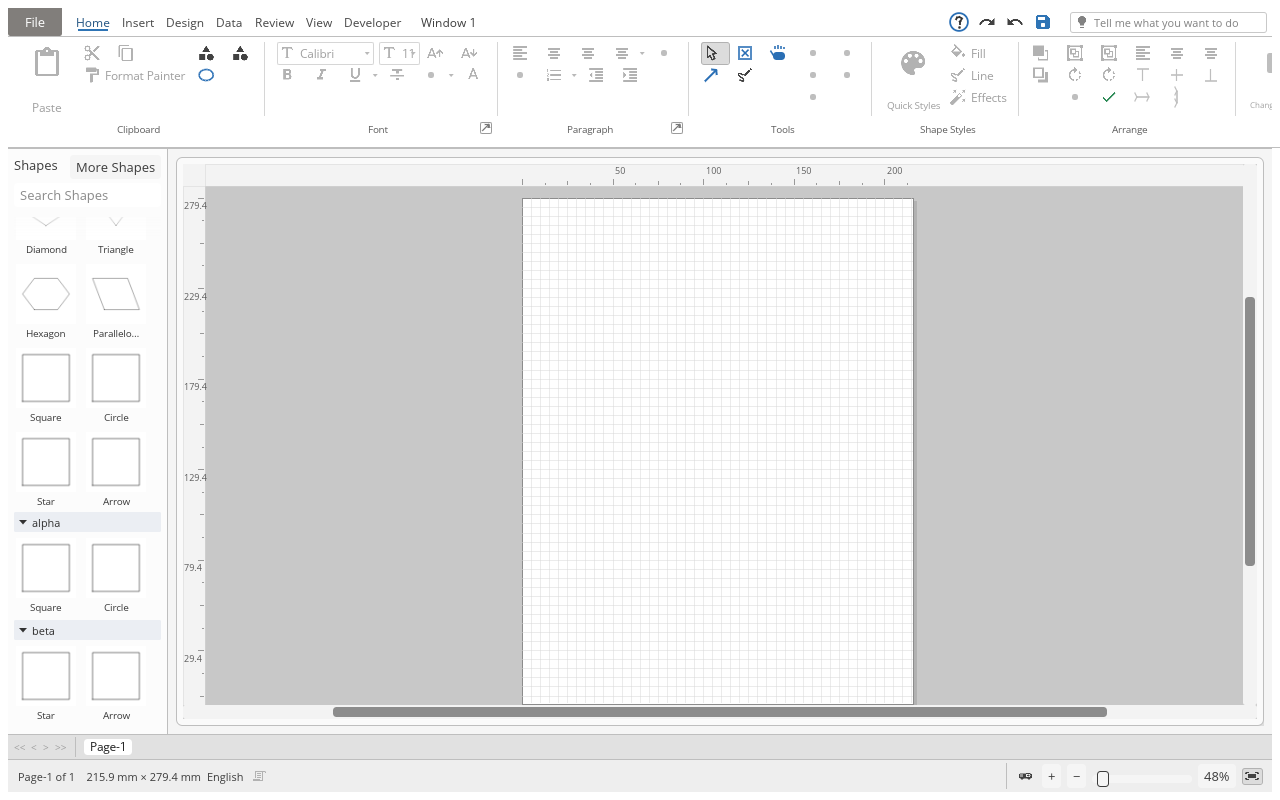 File Home Insert Design Data Review View Developer Window 1 Tell me what you want to do
Calibri 11 Fill
Format Painter B I U A Line
Paste Quick Styles Effects
Clipboard Font Paragraph Tools Shape Styles Arrange
Shapes More Shapes
Search Shapes
50 100 150 200
279.4
229.4
179.4
129.4
79.4
29.4
Diamond Triangle
Hexagon Parallelo...
Square Circle
Star Arrow
alpha
Square Circle
beta
Star Arrow
<< < > >> Page-1
Page-1 of 1 215.9 mm × 279.4 mm English + − 48%